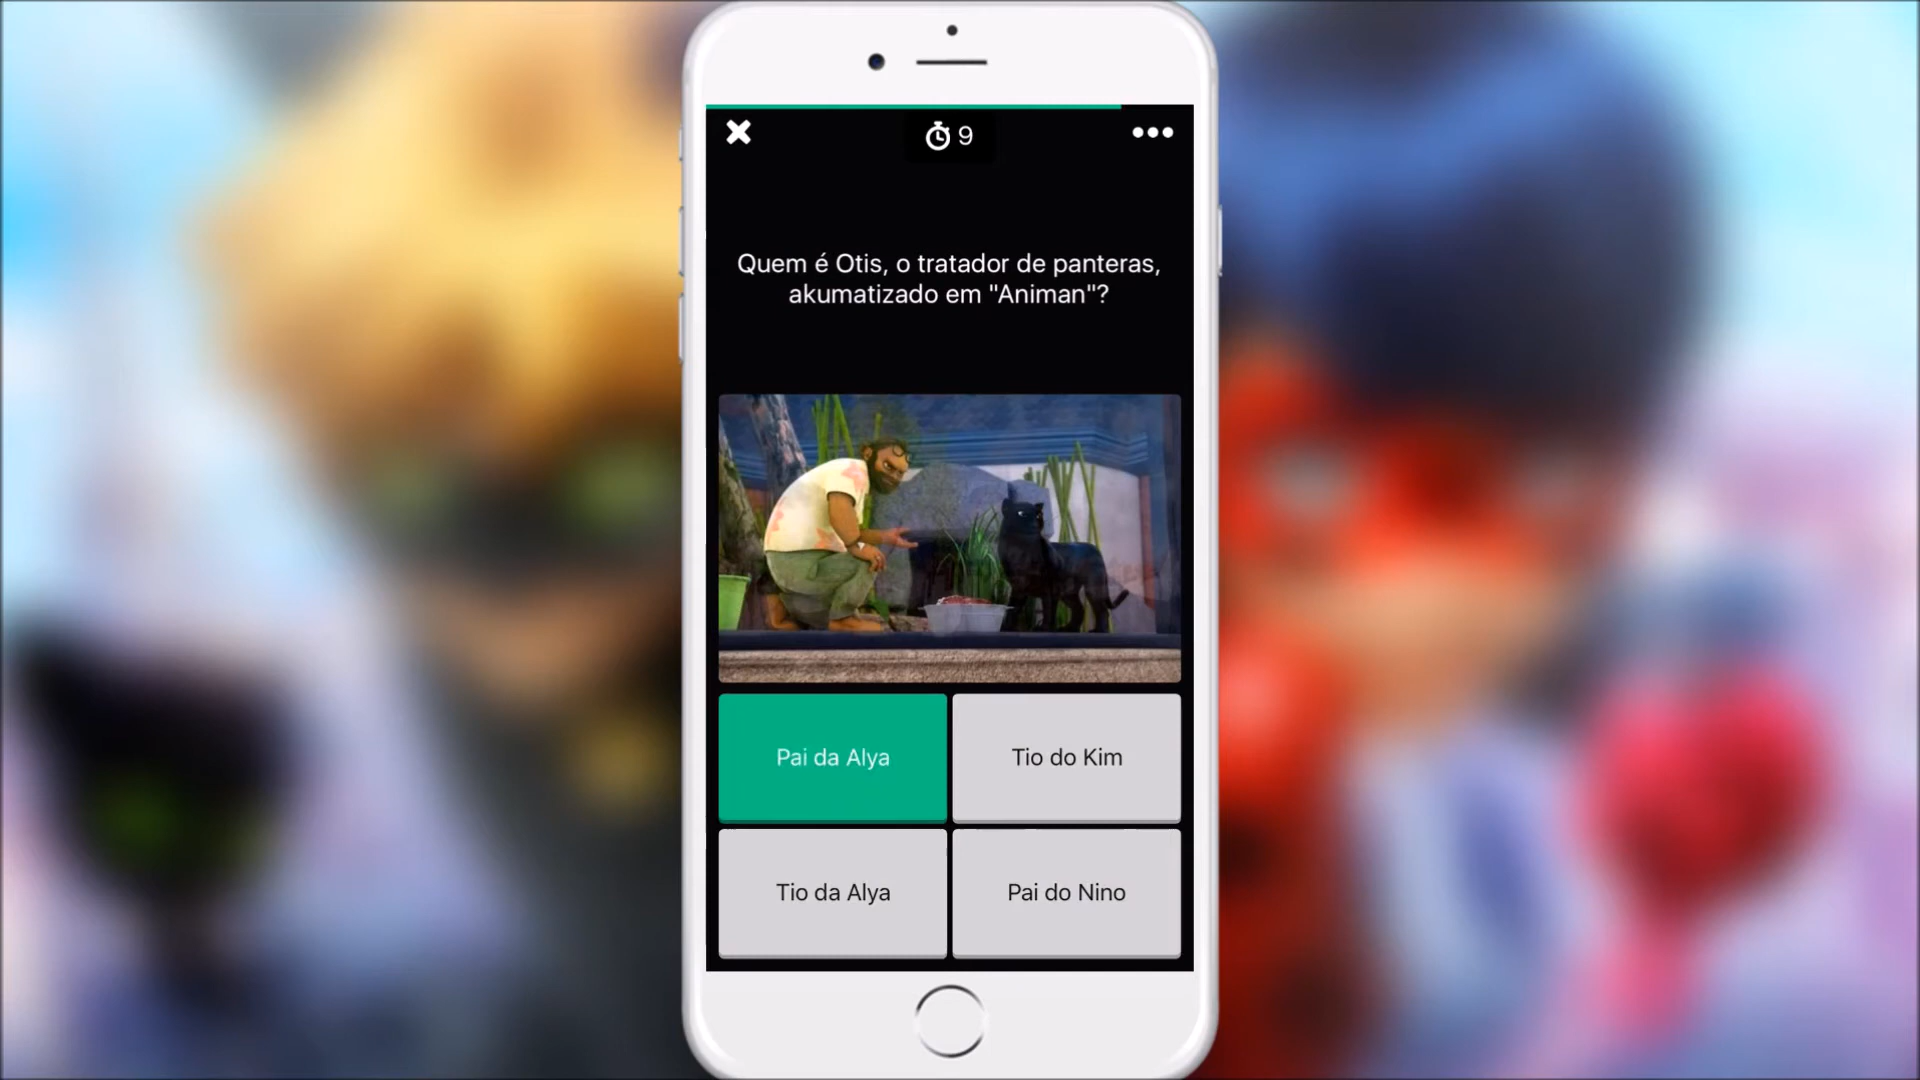 9
Quem é Otis, o tratador de panteras,
akumatizado em "Animan"?
Pai da Alya
Tio do Kim
Tio da Alya
Pai do Nino